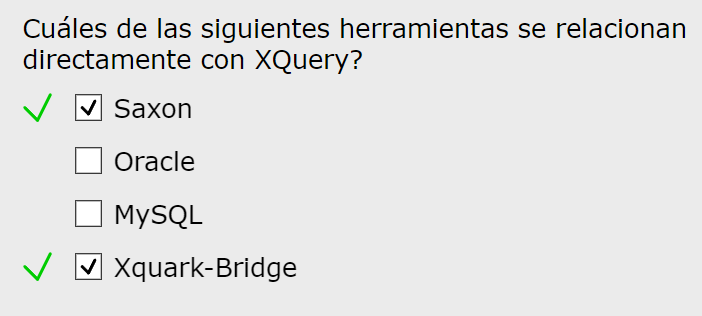 Cuáles de las siguientes herramientas se relacionan
directamente con XQuery?
Saxon
Oracle
MySQL
Xquark-Bridge